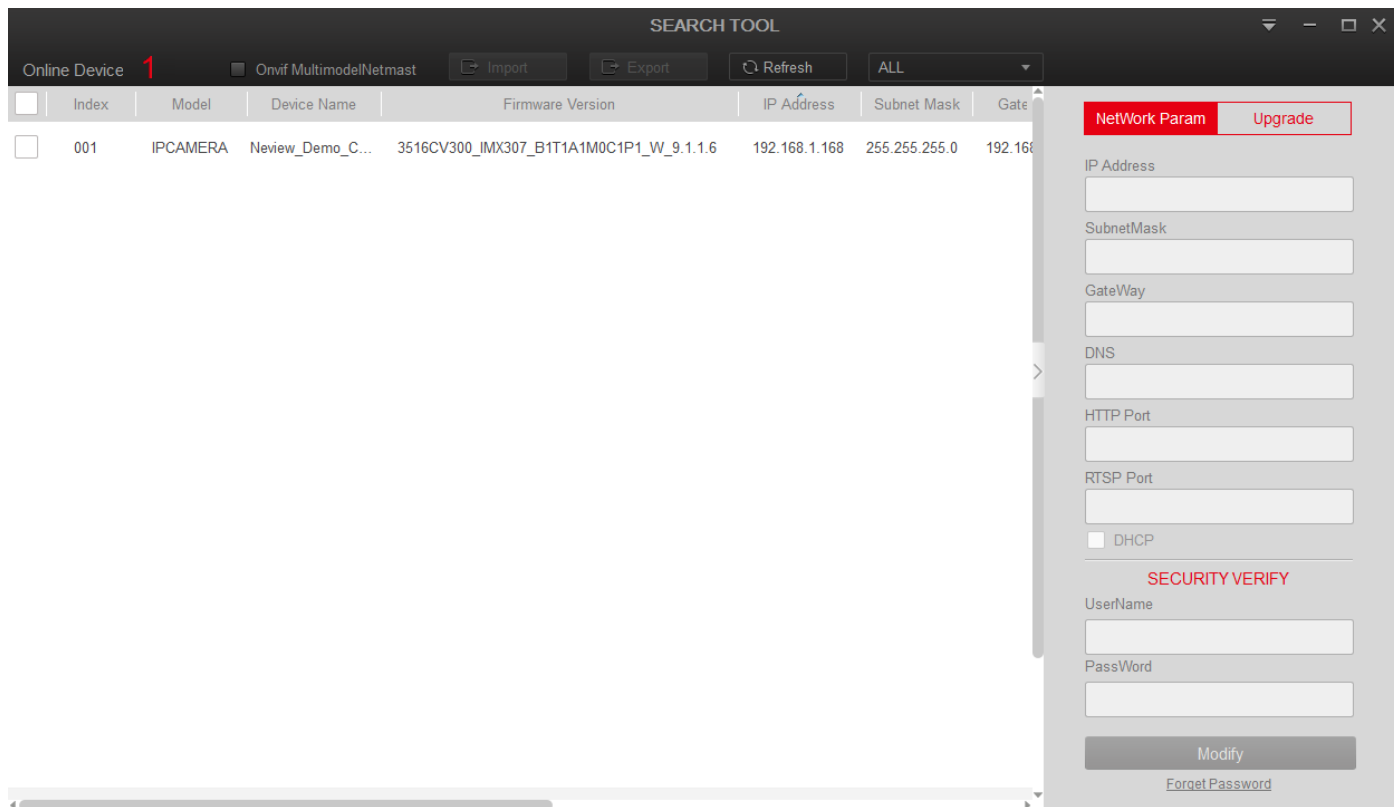 SEARCH TOOL
Online Device 1 Onvif MultimodelNetmast Import Export Refresh ALL
Index Model Device Name Firmware Version IP Address Subnet Mask Gate
001 IPCAMERA Neview_Demo_C... 3516CV300_IMX307_B1T1A1M0C1P1_W_9.1.1.6 192.168.1.168 255.255.255.0 192.168
NetWork Param Upgrade
IP Address
SubnetMask
GateWay
DNS
HTTP Port
RTSP Port
DHCP
SECURITY VERIFY
UserName
PassWord
Modify
Forget Password